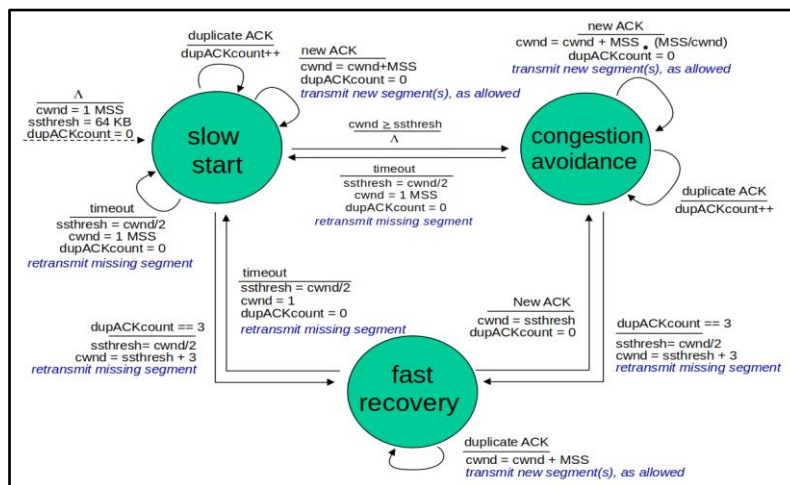 duplicate ACK
dupACKcount++
new ACK
cwnd = cwnd+MSS
dupACKcount = 0
transmit new segment(s), as allowed
new ACK
cwnd = cwnd + MSS • (MSS/cwnd)
dupACKcount = 0
transmit new segment(s), as allowed
Λ
cwnd = 1 MSS
ssthresh = 64 KB
dupACKcount = 0
slow
start
cwnd ≥ ssthresh
Λ
congestion
avoidance
timeout
ssthresh = cwnd/2
cwnd = 1 MSS
dupACKcount = 0
retransmit missing segment
duplicate ACK
dupACKcount++
timeout
ssthresh = cwnd/2
cwnd = 1 MSS
dupACKcount = 0
retransmit missing segment
timeout
ssthresh = cwnd/2
cwnd = 1
dupACKcount = 0
retransmit missing segment
New ACK
cwnd = ssthresh
dupACKcount = 0
dupACKcount == 3
ssthresh= cwnd/2
cwnd = ssthresh + 3
retransmit missing segment
dupACKcount == 3
ssthresh= cwnd/2
cwnd = ssthresh + 3
retransmit missing segment
fast
recovery
duplicate ACK
cwnd = cwnd + MSS
transmit new segment(s), as allowed